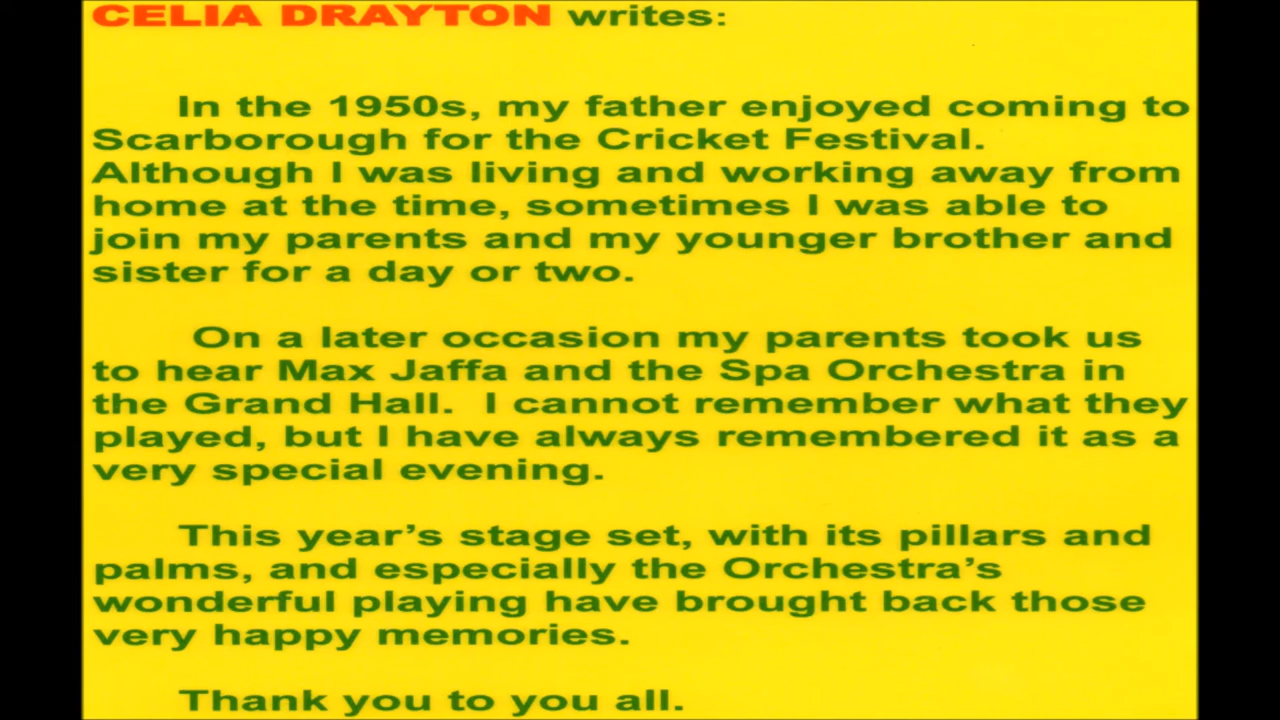 CELIA DRAYTON writes:
In the 1950s, my father enjoyed coming to
Scarborough for the Cricket Festival.
Although I was living and working away from
home at the time, sometimes I was able to
join my parents and my younger brother and
sister for a day or two.
On a later occasion my parents took us
to hear Max Jaffa and the Spa Orchestra in
the Grand Hall.  I cannot remember what they
played, but I have always remembered it as a
very special evening.
This year’s stage set, with its pillars and
palms, and especially the Orchestra’s
wonderful playing have brought back those
very happy memories.
Thank you to you all.